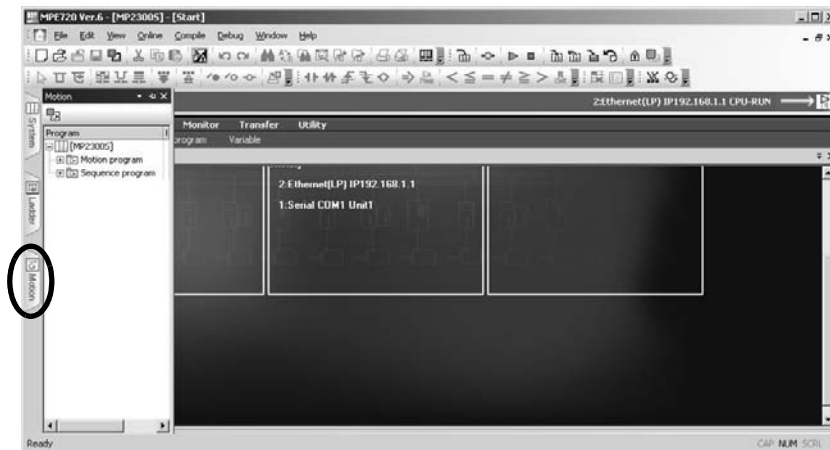 MPE720 Ver.6 - [MP2300S] - [Start]
File Edit View Online Compile Debug Window Help
2:Ethernet(LP) IP192.168.1.1 CPU-RUN
Motion
Monitor Transfer Utility
Variable
Program
[MP2300S]
Motion program
Sequence program
System
Ladder
Motion
2:Ethernet(LP) IP192.168.1.1
1:Serial COM1 Unit1
Ready
CAP NUM SCRL